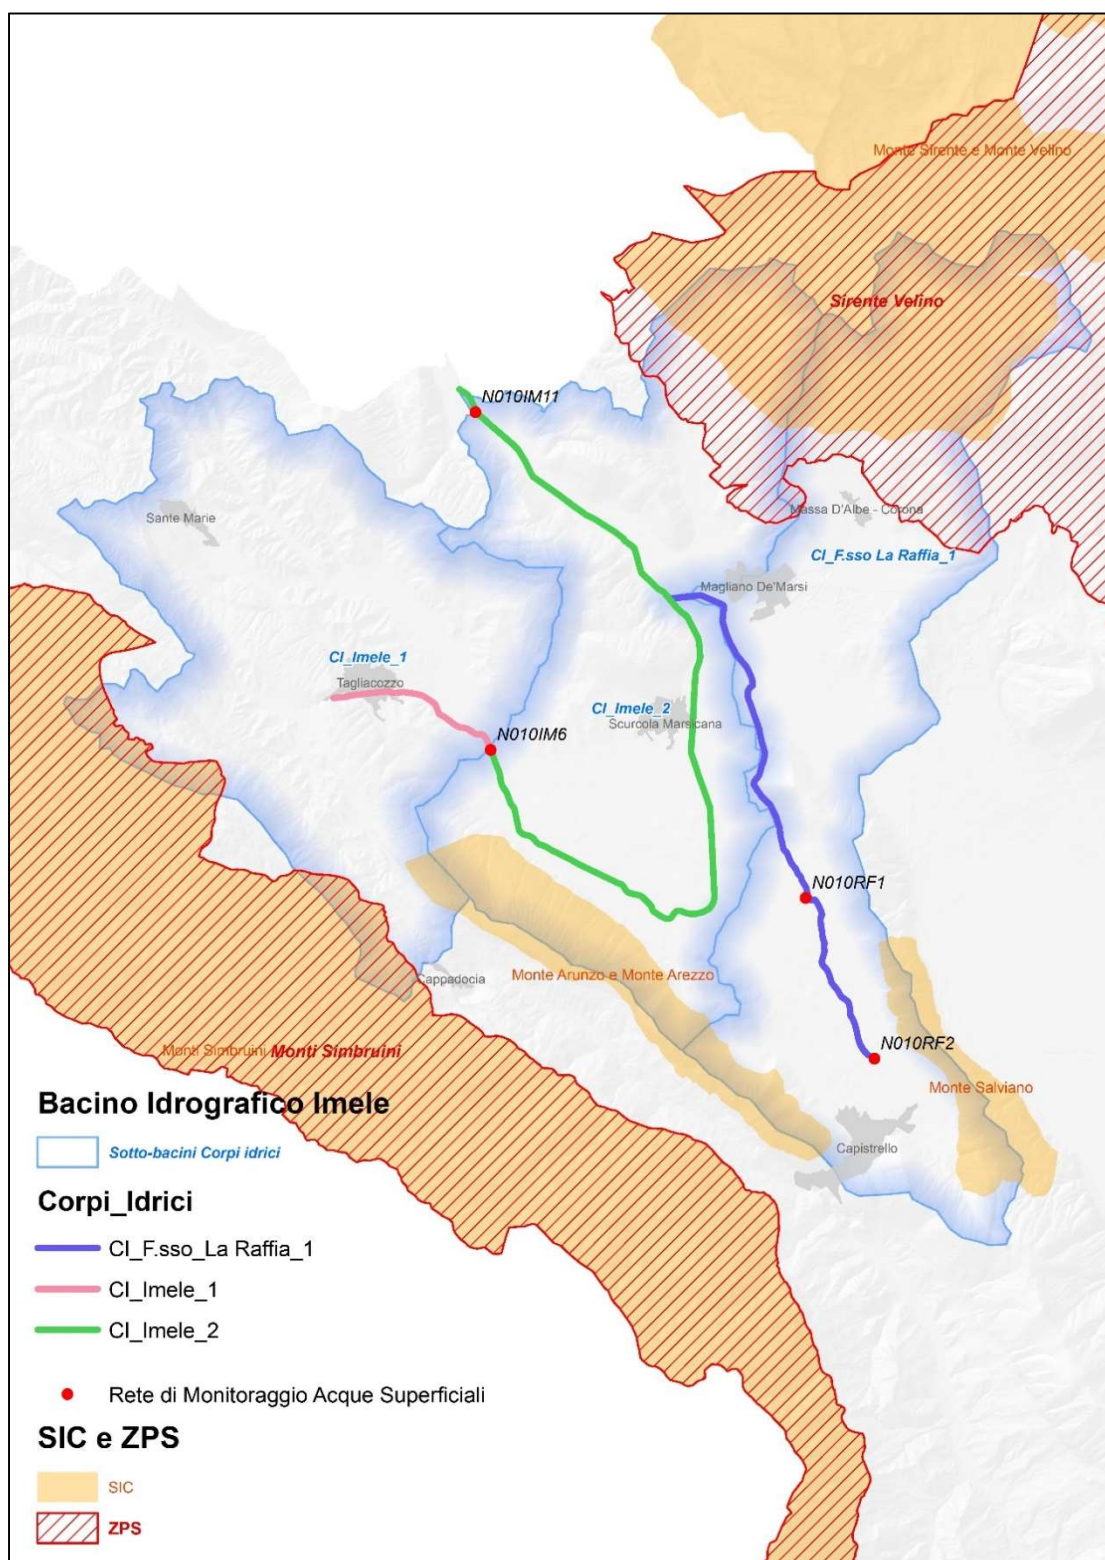 Monte Sirente e Monte Velino
Sirente Velino
N010IM11
Sante Marie
Massa D'Albe - Corona
CI_F.sso La Raffia_1
Magliano De'Marsi
CI_Imele_1
Tagliacozzo
CI_Imele_2
Scurcola Marsicana
N010IM6
N010RF1
Cappadocia
Monte Arunzo e Monte Arezzo
Monti Simbruini Monti Simbruini
N010RF2
Monte Salviano
Capistrello
Bacino Idrografico Imele
Sotto-bacini Corpi idrici
Corpi_Idrici
CI_F.sso_La Raffia_1
CI_Imele_1
CI_Imele_2
Rete di Monitoraggio Acque Superficiali
SIC e ZPS
SIC
ZPS